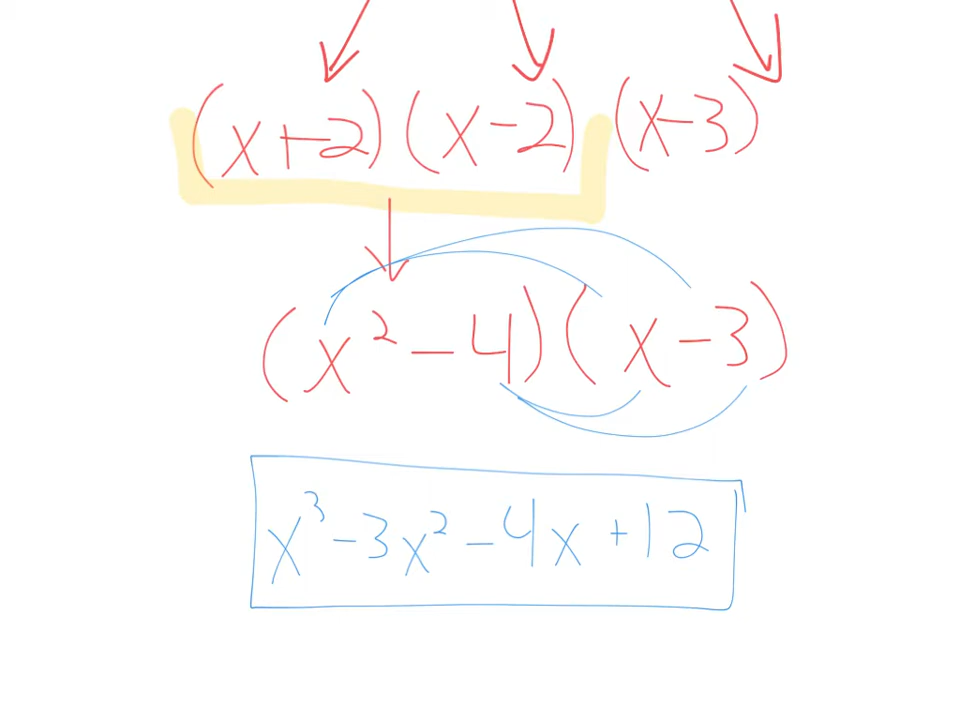 (x+2)(x-2)(x-3)
(x² - 4)(x - 3)
x³ - 3x² - 4x + 12